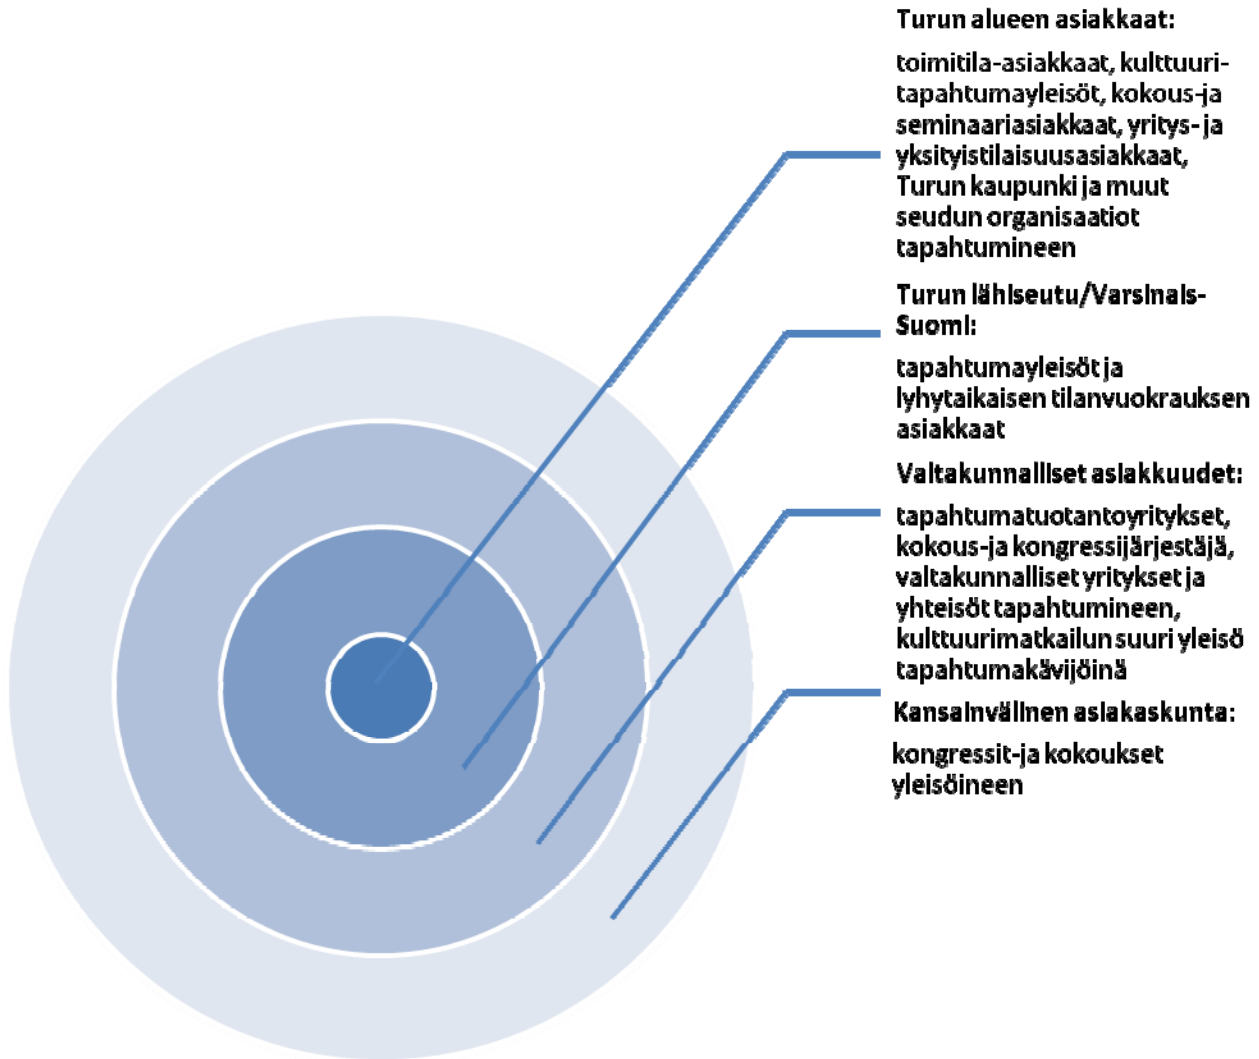 Turun alueen asiakkaat:
toimitila-asiakkaat, kulttuuri-
tapahtumayleisöt, kokous-ja
seminaariasiakkaat, yritys- ja
yksityistilaisuusasiakkaat,
Turun kaupunki ja muut
seudun organisaatiot
tapahtumineen
Turun lähiseutu/Varsinais-
Suomi:
tapahtumayleisöt ja
lyhytaikaisen tilanvuokrauksen
asiakkaat
Valtakunnalliset asiakkuudet:
tapahtumatuotantoyritykset,
kokous-ja kongressijärjestäjä,
valtakunnalliset yritykset ja
yhteisöt tapahtumineen,
kulttuurimatkailun suuri yleisö
tapahtumakävijöinä
Kansainvälinen asiakaskunta:
kongressit-ja kokoukset
yleisöineen